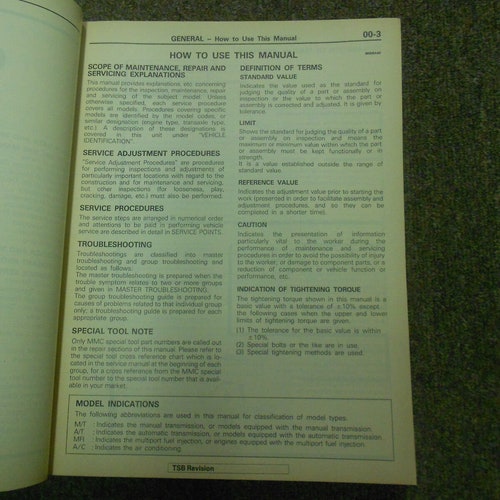 GENERAL – How to Use This Manual
00-3
HOW TO USE THIS MANUAL
SCOPE OF MAINTENANCE, REPAIR AND
SERVICING EXPLANATIONS
This manual provides explanations, etc. concerning
procedures for the inspection, maintenance, repair
and servicing of the subject model. Unless
otherwise specified, each service procedure
covers all models. Procedures covering specific
models are identified by the model codes, or
similar designation (engine type, transaxle type,
etc.). A description of these designations is
covered in this unit under "VEHICLE
IDENTIFICATION".
SERVICE ADJUSTMENT PROCEDURES
"Service Adjustment Procedures" are procedures
for performing inspections and adjustments of
particularly important locations with regard to the
construction and for maintenance and servicing,
but other inspections (for looseness, play,
cracking, damage, etc.) must also be performed.
SERVICE PROCEDURES
The service steps are arranged in numerical order
and attentions to be paid in performing vehicle
service are described in detail in SERVICE POINTS.
TROUBLESHOOTING
Troubleshootings are classified into master
troubleshooting and group troubleshooting and
located as follows:
The master troubleshooting is prepared when the
trouble symptom relates to two or more groups
and given in MASTER TROUBLESHOOTING.
The group troubleshooting guide is prepared for
causes of problems related to that individual group
only; a troubleshooting guide is prepared for each
appropriate group.
SPECIAL TOOL NOTE
Only MMC special tool part numbers are called out
in the repair sections of this manual. Please refer to
the special tool cross reference chart which is lo-
cated in the service manual at the beginning of each
group, for a cross reference from the MMC special
tool number to the special tool number that is avail-
able in your market.
DEFINITION OF TERMS
STANDARD VALUE
Indicates the value used as the standard for
judging the quality of a part or assembly on
inspection or the value to which the part or
assembly is corrected and adjusted. It is given by
tolerance.
LIMIT
Shows the standard for judging the quality of a part
or assembly on inspection and means the
maximum or minimum value within which the part
or assembly must be kept functionally or in
strength.
It is a value established outside the range of
standard value.
REFERENCE VALUE
Indicates the adjustment value prior to starting the
work (presented in order to facilitate assembly and
adjustment procedures, and so they can be
completed in a shorter time).
CAUTION
Indicates the presentation of information
particularly vital to the worker during the
performance of maintenance and servicing
procedures in order to avoid the possibility of injury
to the worker, or damage to component parts, or a
reduction of component or vehicle function or
performance, etc.
INDICATION OF TIGHTENING TORQUE
The tightening torque shown in this manual is a
basic value with a tolerance of ±10% except
the following cases when the upper and lower
limits of tightening torque are given.
(1) The tolerance for the basic value is within
±10%.
(2) Special bolts or the like are in use.
(3) Special tightening methods are used.
MODEL INDICATIONS
The following abbreviations are used in this manual for classification of model types.
M/T : Indicates the manual transmission, or models equipped with the manual transmission.
A/T : Indicates the automatic transmission, or models equipped with the automatic transmission.
MFI : Indicates the multiport fuel injection, or engines equipped with the multiport fuel injection.
A/C : Indicates the air conditioning.
TSB Revision